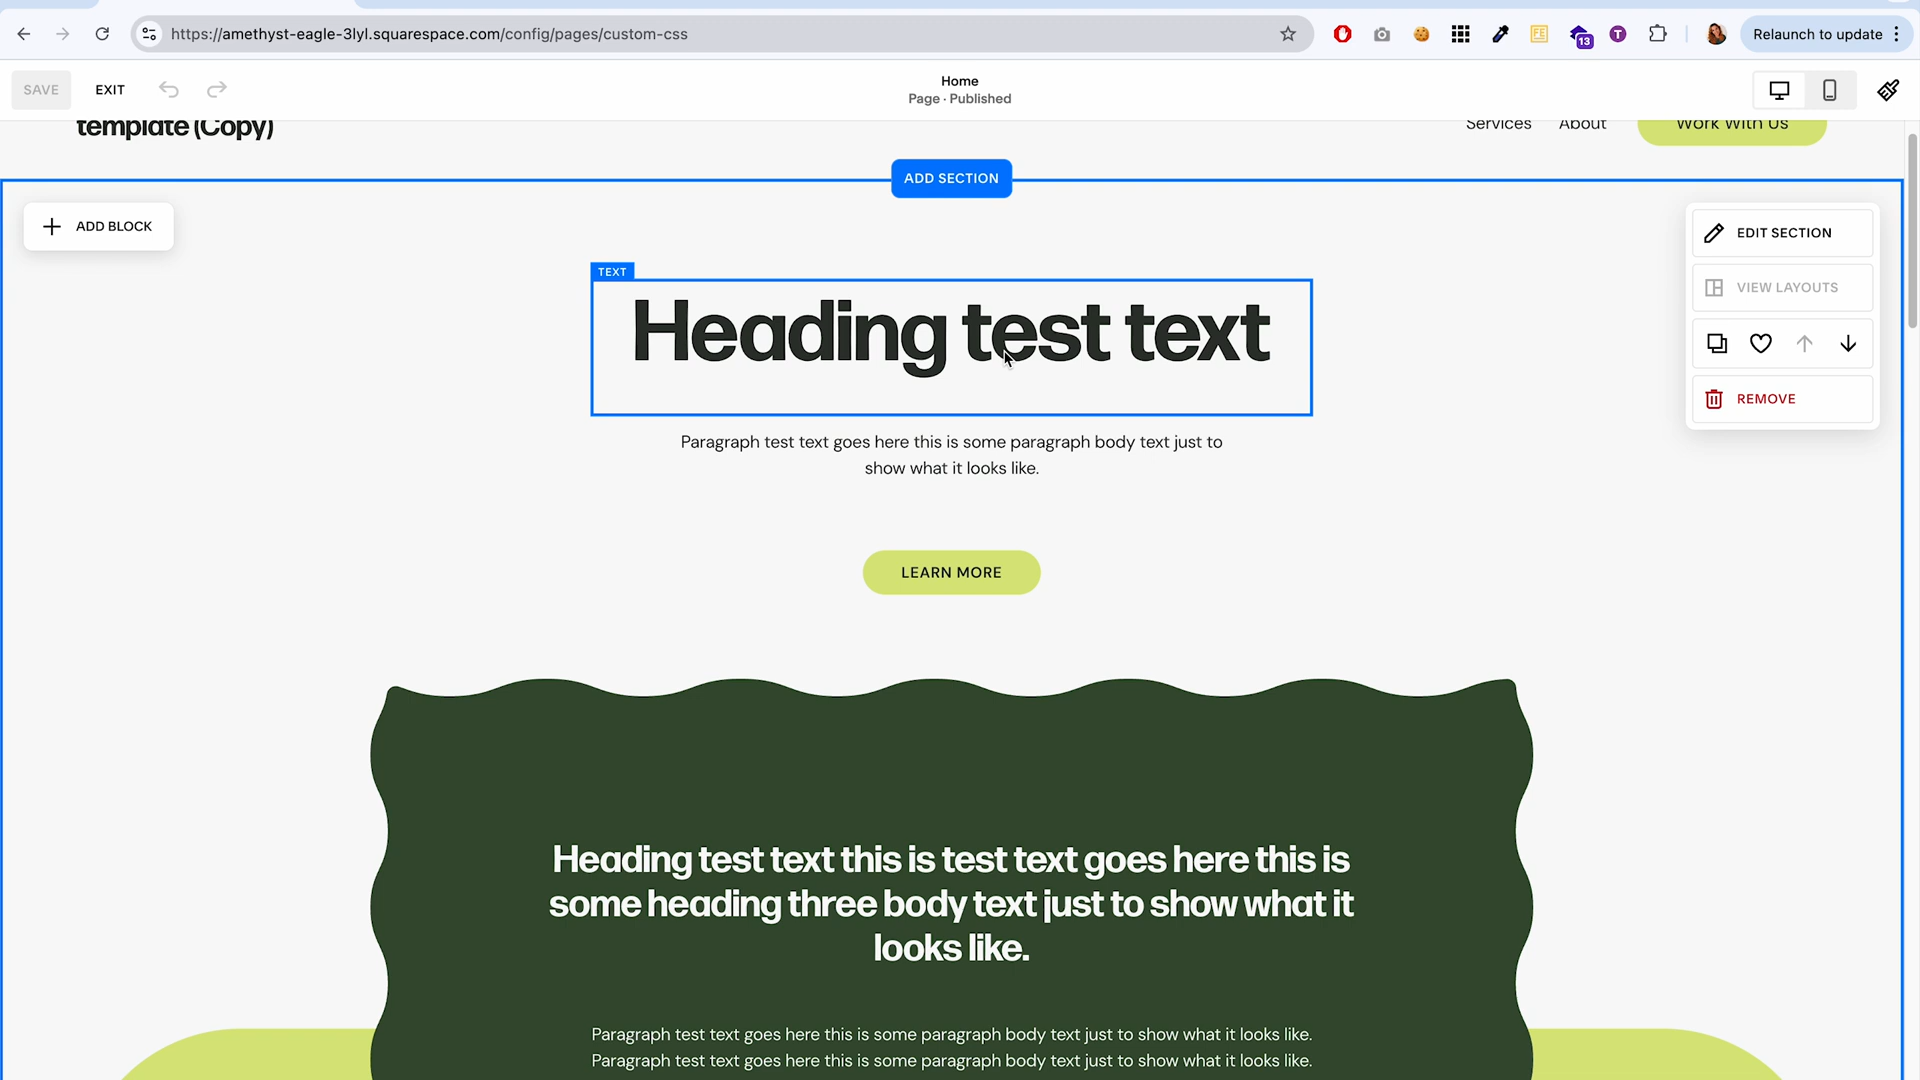 https://amethyst-eagle-3lyl.squarespace.com/config/pages/custom-css
13
T
FE
Relaunch to update
SAVE
EXIT
Home
Page · Published
template (Copy)
Services
About
Work With Us
ADD SECTION
ADD BLOCK
EDIT SECTION
VIEW LAYOUTS
REMOVE
TEXT
Heading test text
Paragraph test text goes here this is some paragraph body text just to
show what it looks like.
LEARN MORE
Heading test text this is test text goes here this is
some heading three body text just to show what it
looks like.
Paragraph test text goes here this is some paragraph body text just to show what it looks like.
Paragraph test text goes here this is some paragraph body text just to show what it looks like.